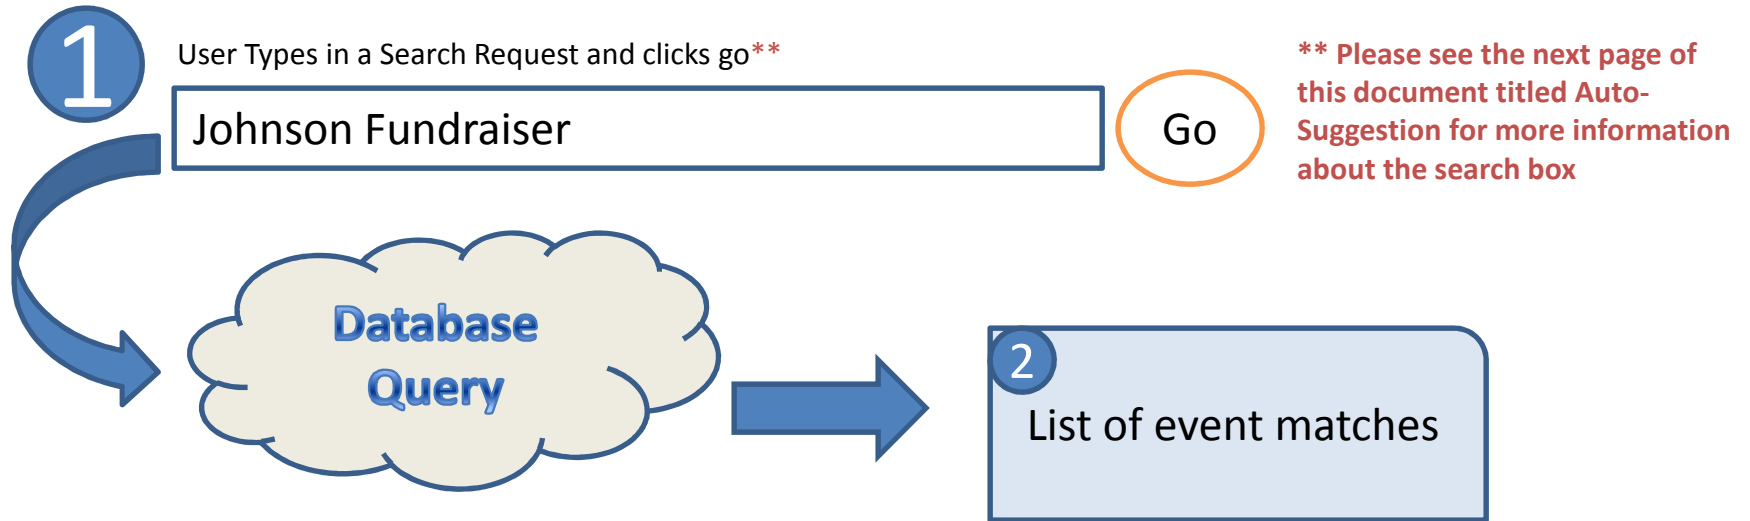 1
User Types in a Search Request and clicks go**
Johnson Fundraiser
Go
** Please see the next page of
this document titled Auto-
Suggestion for more information
about the search box
Database
Query
2
List of event matches